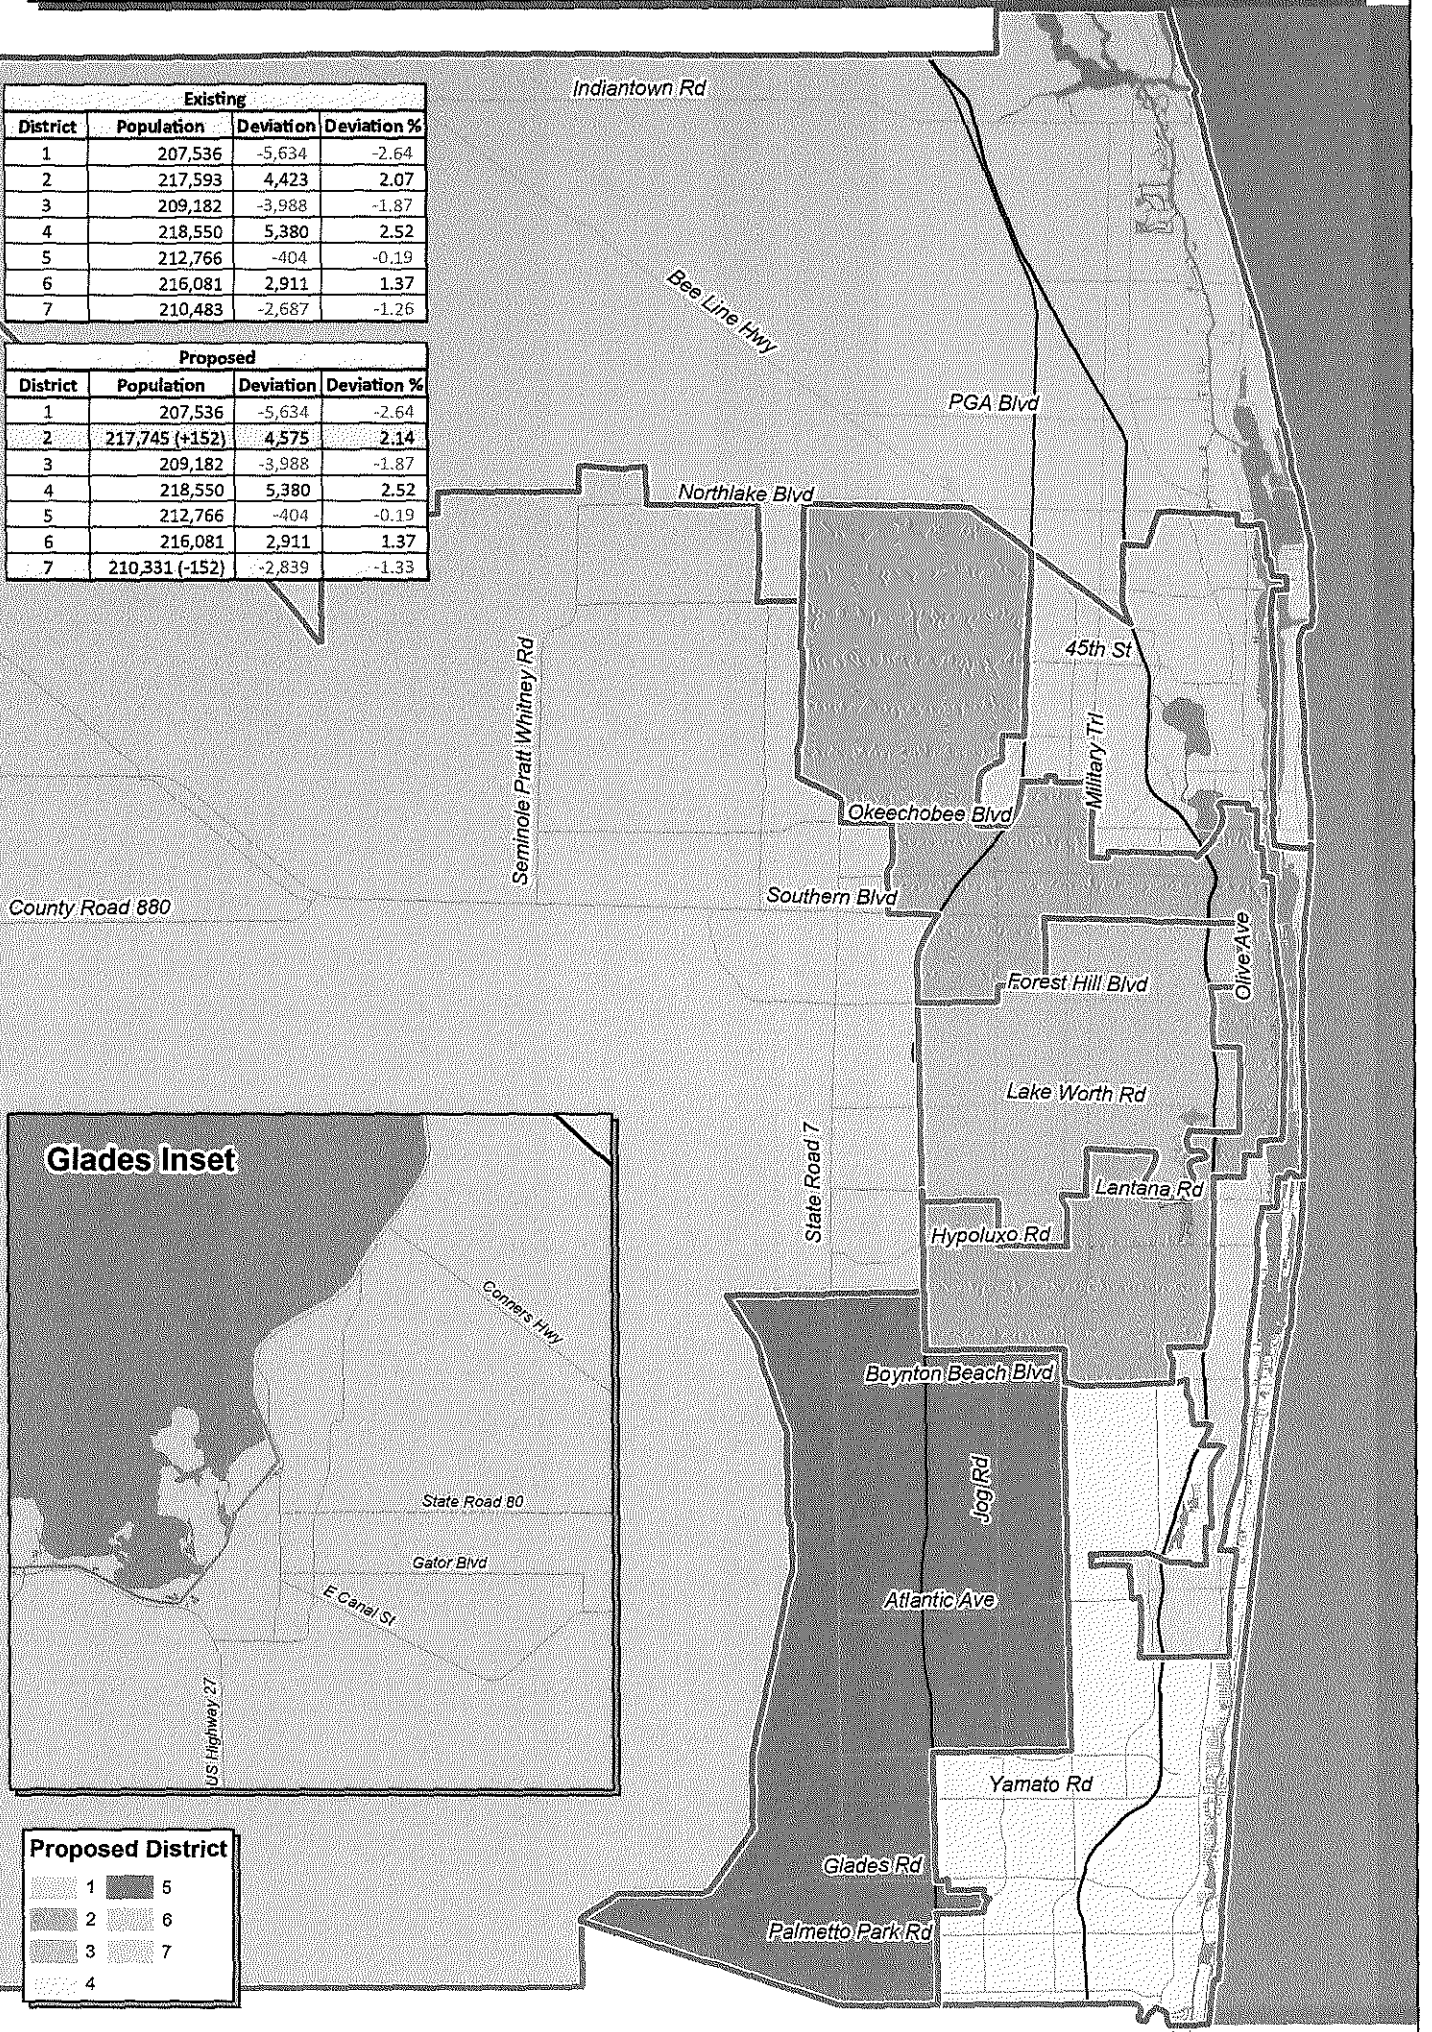 Existing
District Population Deviation Deviation %
1 207,536 -5,634 -2.64
2 217,593 4,423 2.07
3 209,182 -3,988 -1.87
4 218,550 5,380 2.52
5 212,766 -404 -0.19
6 216,081 2,911 1.37
7 210,483 -2,687 -1.26
Proposed
District Population Deviation Deviation %
1 207,536 -5,634 -2.64
2 217,745 (+152) 4,575 2.14
3 209,182 -3,988 -1.87
4 218,550 5,380 2.52
5 212,766 -404 -0.19
6 216,081 2,911 1.37
7 210,331 (-152) -2,839 -1.33
Indiantown Rd
Bee Line Hwy
PGA Blvd
Northlake Blvd
45th St
Seminole Pratt Whitney Rd
Military Trl
Okeechobee Blvd
Southern Blvd
County Road 880
Olive Ave
Forest Hill Blvd
Lake Worth Rd
State Road 7
Lantana Rd
Hypoluxo Rd
Boynton Beach Blvd
Jog Rd
Atlantic Ave
Yamato Rd
Glades Rd
Palmetto Park Rd
Glades Inset
Conners Hwy
State Road 80
Gator Blvd
E Canal St
US Highway 27
Proposed District
1 5
2 6
3 7
4